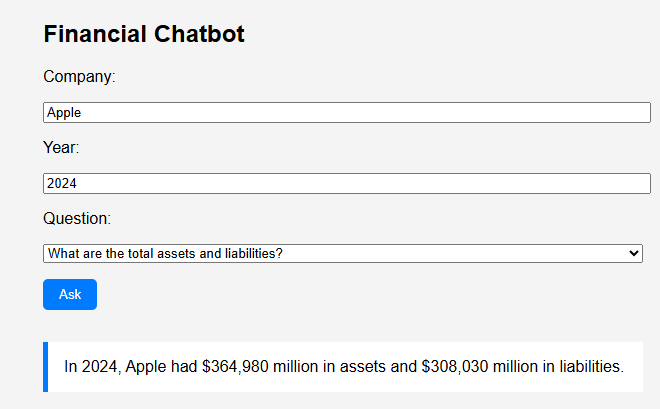 Financial Chatbot
Company:
Apple
Year:
2024
Question:
What are the total assets and liabilities?
Ask
In 2024, Apple had $364,980 million in assets and $308,030 million in liabilities.